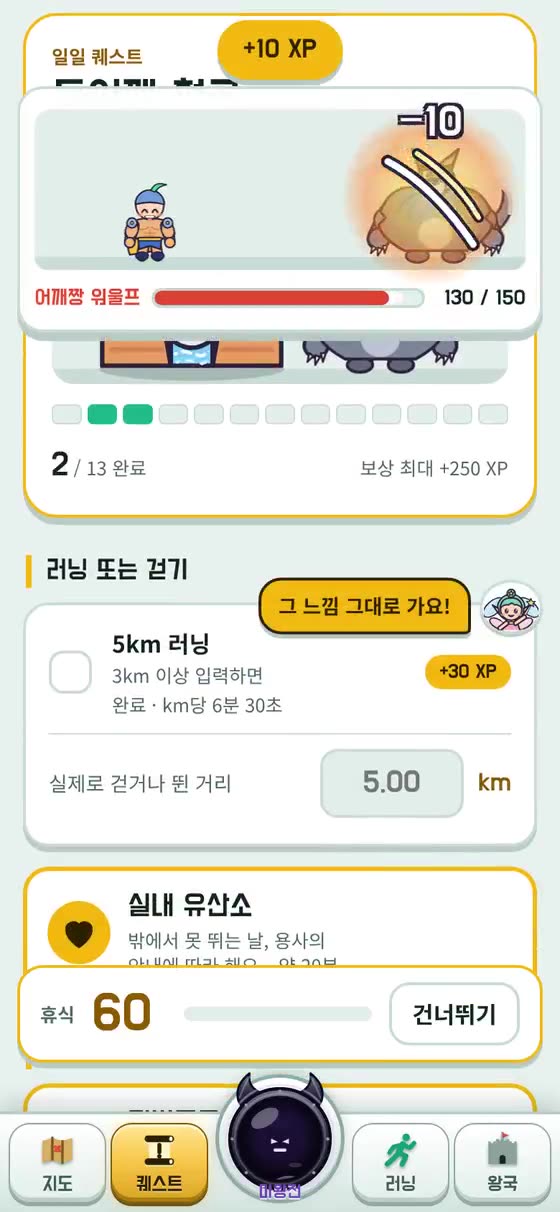 일일 퀘스트
+10 XP
-10
어깨짱 워울프
130 / 150
2 / 13 완료
보상 최대 +250 XP
러닝 또는 걷기
그 느낌 그대로 가요!
5km 러닝
3km 이상 입력하면
완료 · km당 6분 30초
+30 XP
실제로 걷거나 뛴 거리
5.00
km
실내 유산소
밖에서 못 뛰는 날, 용사의
휴식
60
건너뛰기
지도
퀘스트
마왕전
러닝
왕국